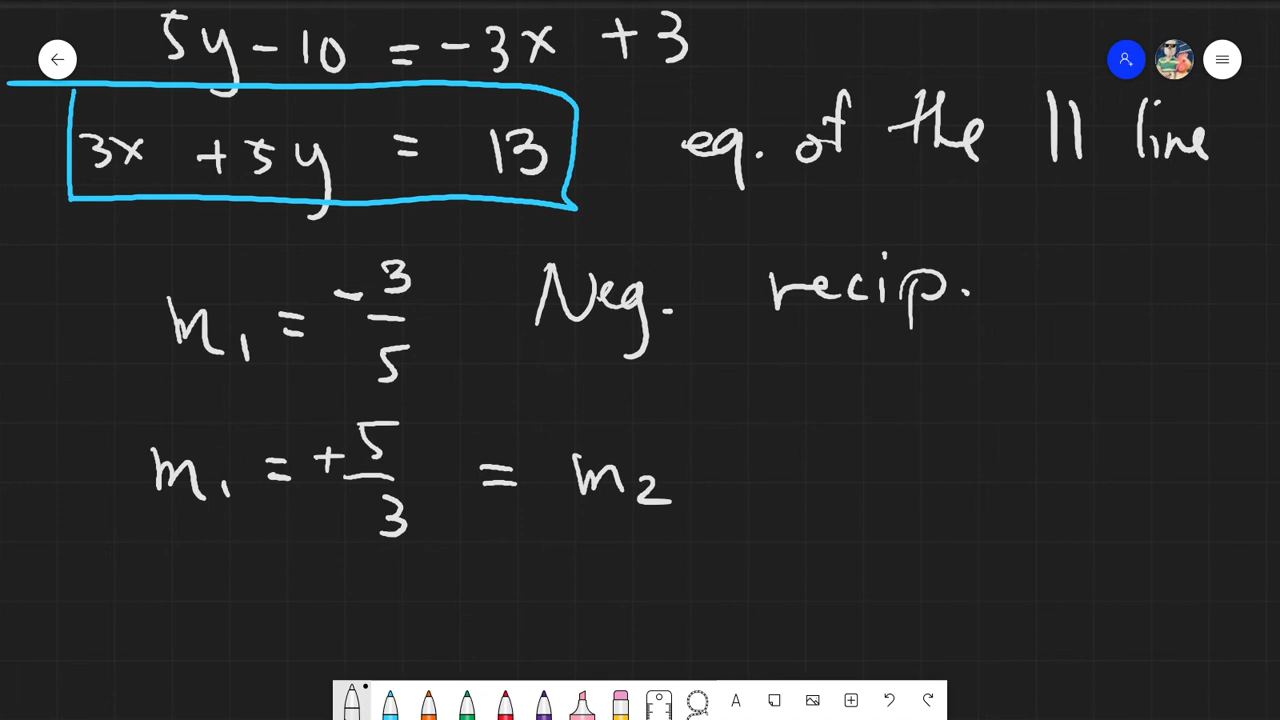 5y - 10 = -3x + 3
3x + 5y = 13 eq. of the || line
m₁ = -3/5 Neg. recip.
m₁ = +5/3 = m₂
A